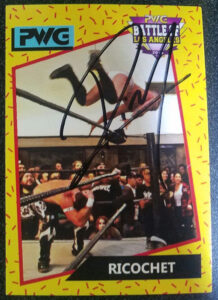 PWG
PWG
BATTLE OF
LOS ANGELES
RICOCHET